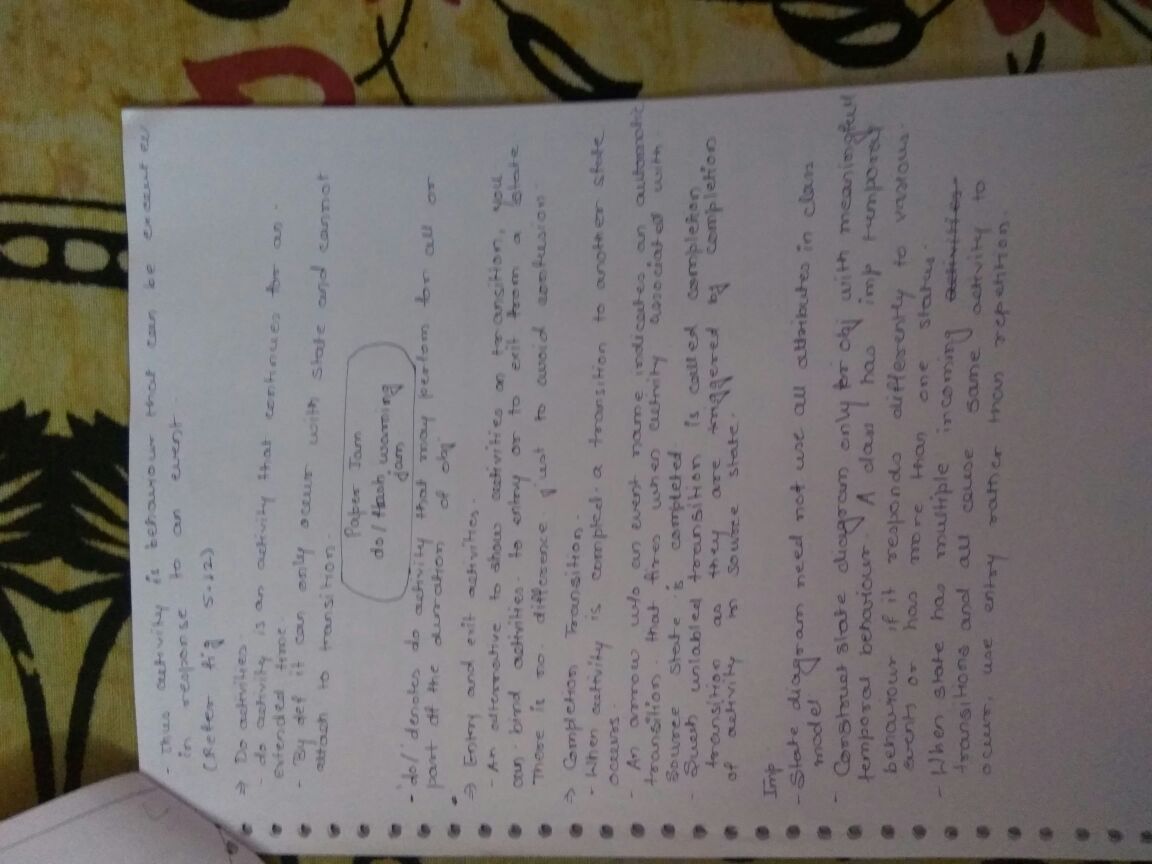 - Thus activity is behaviour that can be execut ev
in response to an event.
(Refer fig 5.12)
⇒ Do activities.
- do activity is an activity that continues for an
extended time.
- By def it can only occur with state and cannot
attach to transition.
Paper Jam
do/ flash warning
jam
- 'do/' denotes do activity that may perform for all or
part of the duration of obj
⇒ Entry and exit activities.
- An alternative to show activities on transition, you
can bind activities to entry or to exit from a state
There is no difference just to avoid confusion.
⇒ Completion Transition.
- When activity is complted a transition to another state
occurs.
- An arrow w/o an event name indicates an automatic
transition that fires when activity associated with
source state is completed.
- Such unlabled transition is called completion
transition as they are triggered by completion
of activity in source state.
Imp
- State diagram need not use all attributes in class
model
- Construct state diagram only for obj with meaningfull
temporal behaviour. A class has imp temporay
behaviour if it responds differently to various
events or has more than one states.
- When state has multiple incoming
transitions and all cause same activity to
occur, use entry rather than repetition.